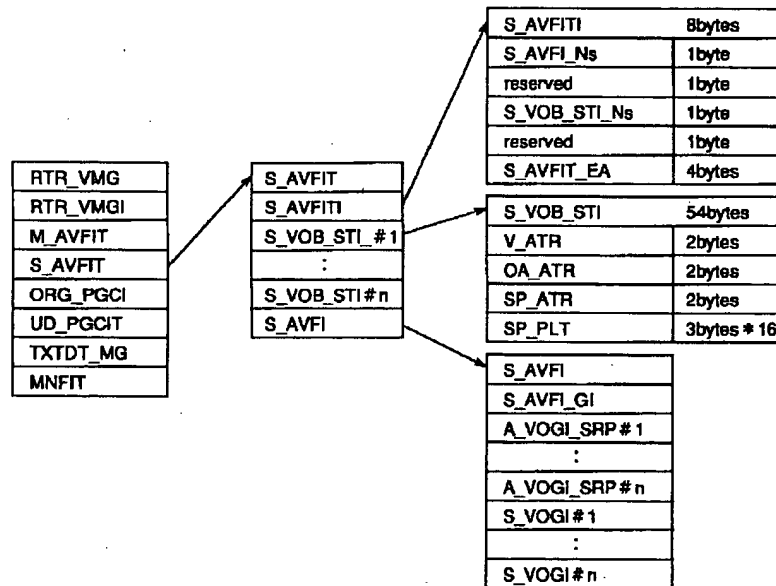 RTR_VMG
RTR_VMGI
M_AVFIT
S_AVFIT
ORG_PGCI
UD_PGCIT
TXTDT_MG
MNFIT
S_AVFIT
S_AVFITI
S_VOB_STI_#1
:
S_VOB_STI#n
S_AVFI
S_AVFITI 8bytes
S_AVFI_Ns 1byte
reserved 1byte
S_VOB_STI_Ns 1byte
reserved 1byte
S_AVFIT_EA 4bytes
S_VOB_STI 54bytes
V_ATR 2bytes
OA_ATR 2bytes
SP_ATR 2bytes
SP_PLT 3bytes*16
S_AVFI
S_AVFI_GI
A_VOGI_SRP#1
:
A_VOGI_SRP#n
S_VOGI#1
:
S_VOGI#n